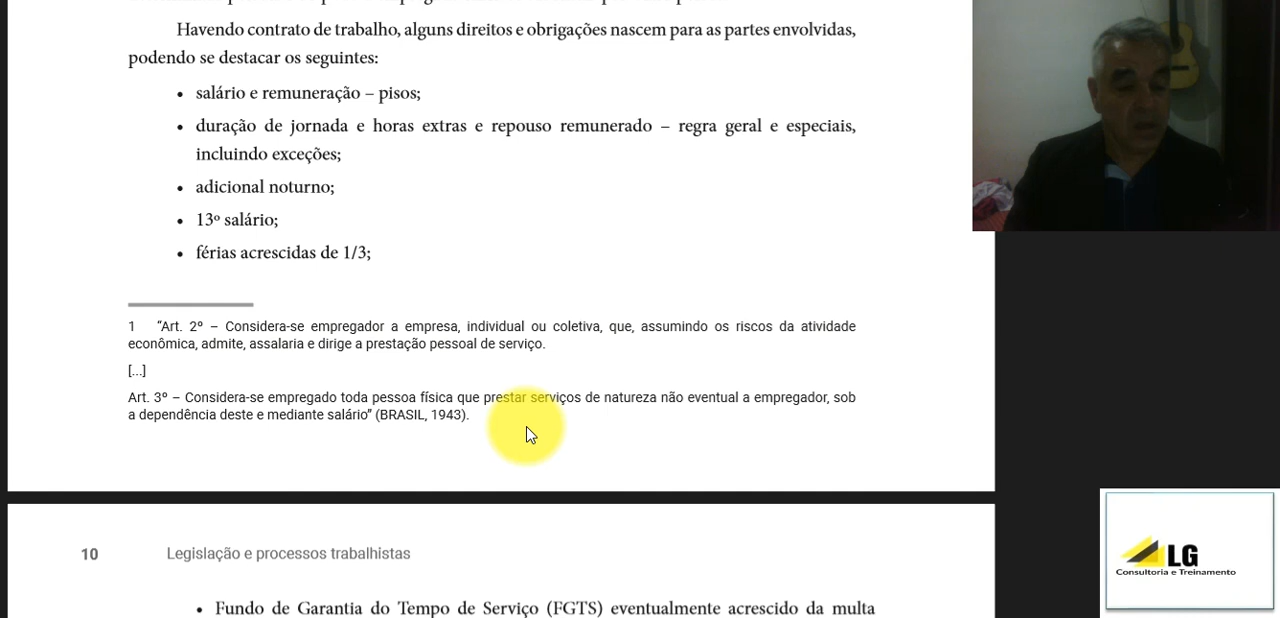 Havendo contrato de trabalho, alguns direitos e obrigações nascem para as partes envolvidas,
podendo se destacar os seguintes:
• salário e remuneração – pisos;
• duração de jornada e horas extras e repouso remunerado – regra geral e especiais,
incluindo exceções;
• adicional noturno;
• 13º salário;
• férias acrescidas de 1/3;
1 “Art. 2º – Considera-se empregador a empresa, individual ou coletiva, que, assumindo os riscos da atividade
econômica, admite, assalaria e dirige a prestação pessoal de serviço.
[...]
Art. 3º – Considera-se empregado toda pessoa física que prestar serviços de natureza não eventual a empregador, sob
a dependência deste e mediante salário” (BRASIL, 1943).
LG
Consultoria e Treinamento
10 Legislação e processos trabalhistas
• Fundo de Garantia do Tempo de Serviço (FGTS) eventualmente acrescido da multa